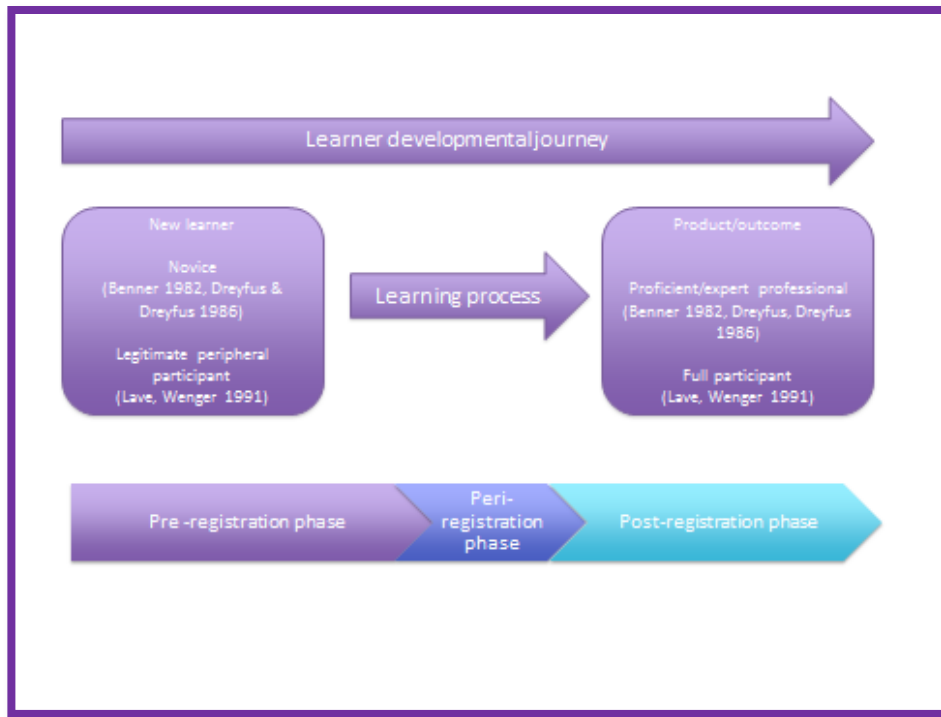 Learner developmental journey
New learner
Novice
(Benner 1982, Dreyfus &
Dreyfus 1986)
Legitimate peripheral
participant
(Lave, Wenger 1991)
Learning process
Product/outcome
Proficient/expert professional
(Benner 1982, Dreyfus, Dreyfus
1986)
Full participant
(Lave, Wenger 1991)
Pre -registration phase
Peri-
registration
phase
Post-registration phase